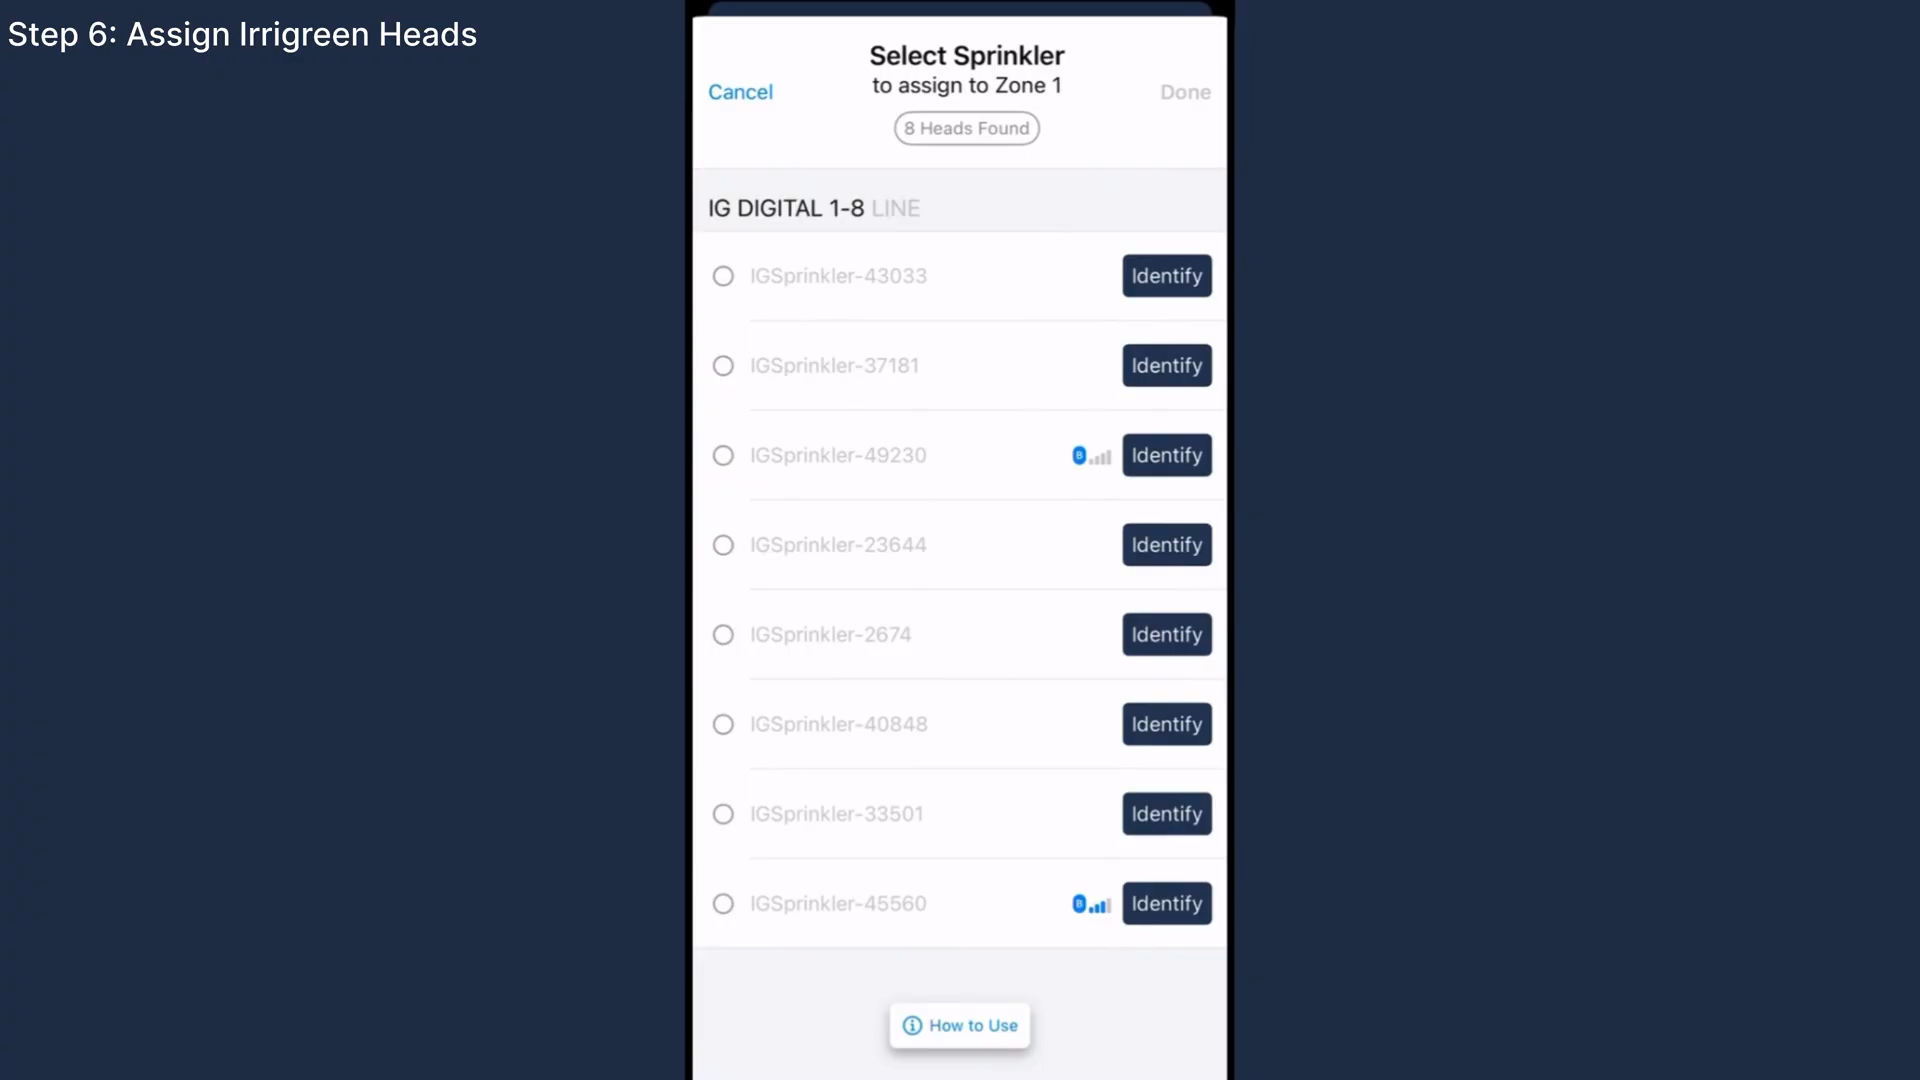 Step 6: Assign Irrigreen Heads
Select Sprinkler
to assign to Zone 1
Cancel
Done
8 Heads Found
IG DIGITAL 1-8 LINE
IGSprinkler-43033 Identify
IGSprinkler-37181 Identify
IGSprinkler-49230 Identify
IGSprinkler-23644 Identify
IGSprinkler-2674 Identify
IGSprinkler-40848 Identify
IGSprinkler-33501 Identify
IGSprinkler-45560 Identify
How to Use